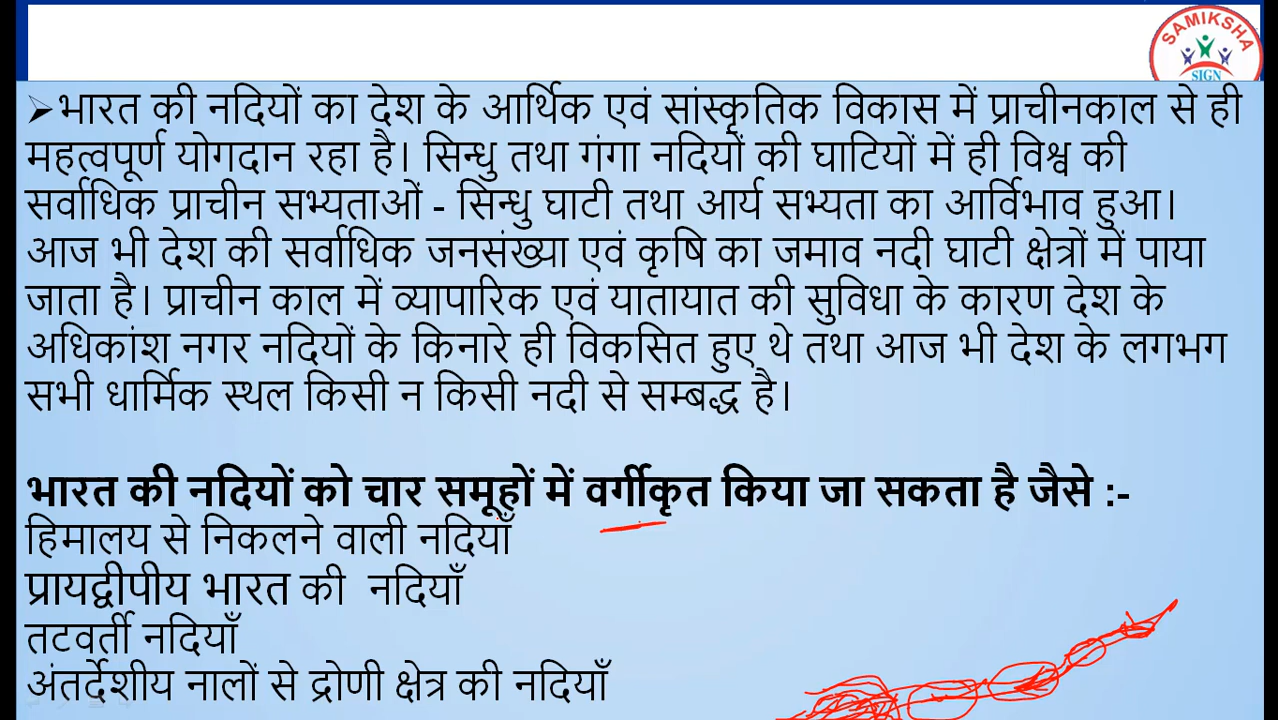 SAMIKSHA
SIGN
➤भारत की नदियों का देश के आर्थिक एवं सांस्कृतिक विकास में प्राचीनकाल से ही
महत्वपूर्ण योगदान रहा है। सिन्धु तथा गंगा नदियों की घाटियों में ही विश्व की
सर्वाधिक प्राचीन सभ्यताओं - सिन्धु घाटी तथा आर्य सभ्यता का आर्विभाव हुआ।
आज भी देश की सर्वाधिक जनसंख्या एवं कृषि का जमाव नदी घाटी क्षेत्रों में पाया
जाता है। प्राचीन काल में व्यापारिक एवं यातायात की सुविधा के कारण देश के
अधिकांश नगर नदियों के किनारे ही विकसित हुए थे तथा आज भी देश के लगभग
सभी धार्मिक स्थल किसी न किसी नदी से सम्बद्ध है।
भारत की नदियों को चार समूहों में वर्गीकृत किया जा सकता है जैसे :-
हिमालय से निकलने वाली नदियाँ
प्रायद्वीपीय भारत की नदियाँ
तटवर्ती नदियाँ
अंतर्देशीय नालों से द्रोणी क्षेत्र की नदियाँ